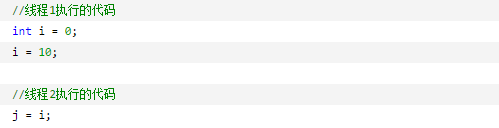 //线程1执行的代码
int i = 0;
i = 10;
//线程2执行的代码
j = i;